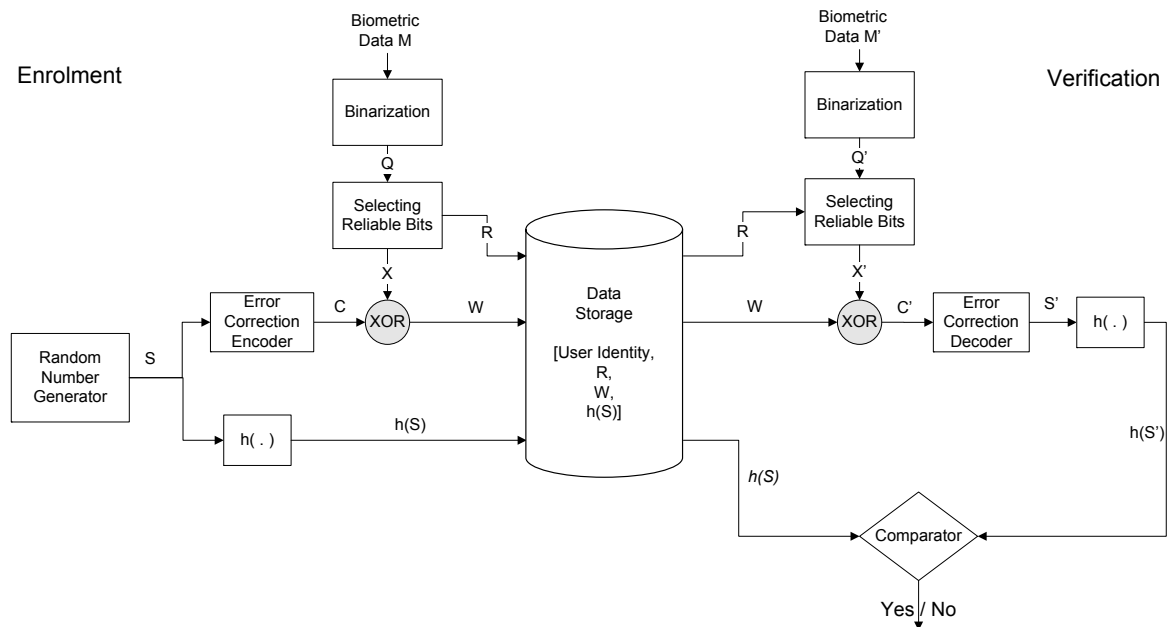 Enrolment
Biometric
Data M
Binarization
Q
Selecting
Reliable Bits
R
X
Error
Correction
Encoder
C
XOR
W
Random
Number
Generator
S
h( . )
h(S)
Data
Storage
[User Identity,
R,
W,
h(S)]
Verification
Biometric
Data M'
Binarization
Q'
Selecting
Reliable Bits
R
X'
W
XOR
C'
Error
Correction
Decoder
S'
h( . )
h(S')
h(S)
Comparator
Yes / No